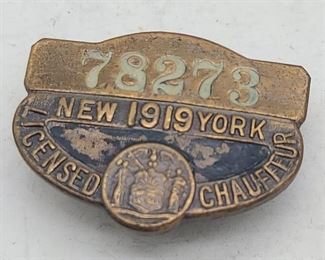 78273
NEW 1919 YORK
LICENSED CHAUFFEUR